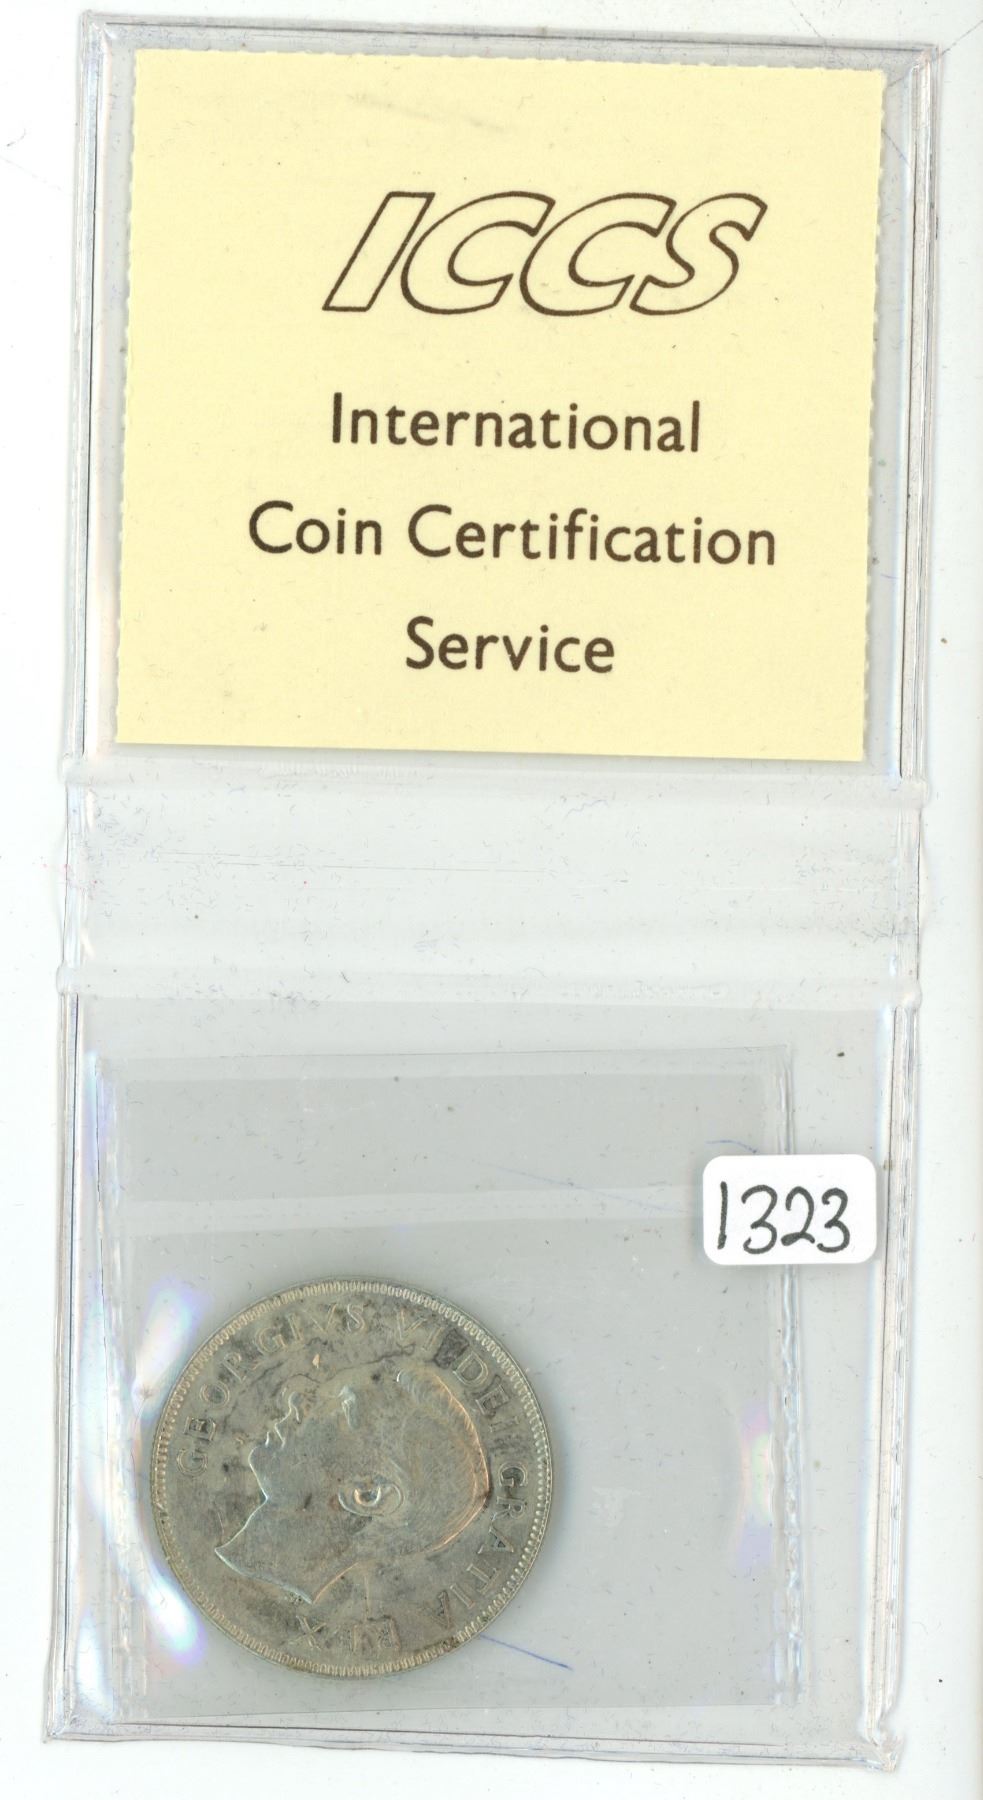 ICCS
International
Coin Certification
Service
1323
GEORGIVS VI DEI GRATIA REX